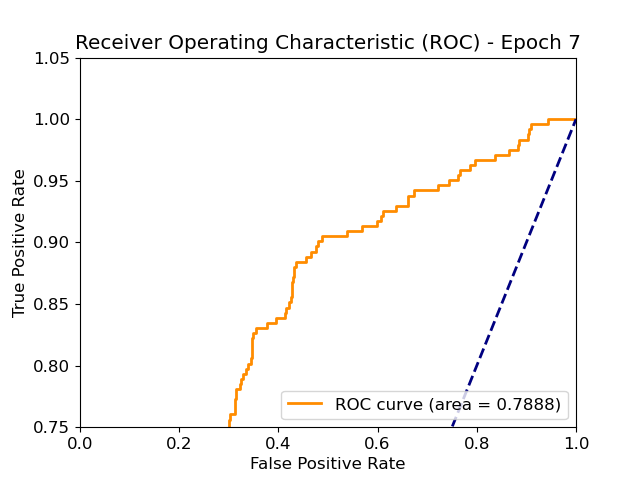 Receiver Operating Characteristic (ROC) - Epoch 7
1.05
1.00
0.95
0.90
0.85
0.80
0.75
True Positive Rate
ROC curve (area = 0.7888)
0.0 0.2 0.4 0.6 0.8 1.0
False Positive Rate